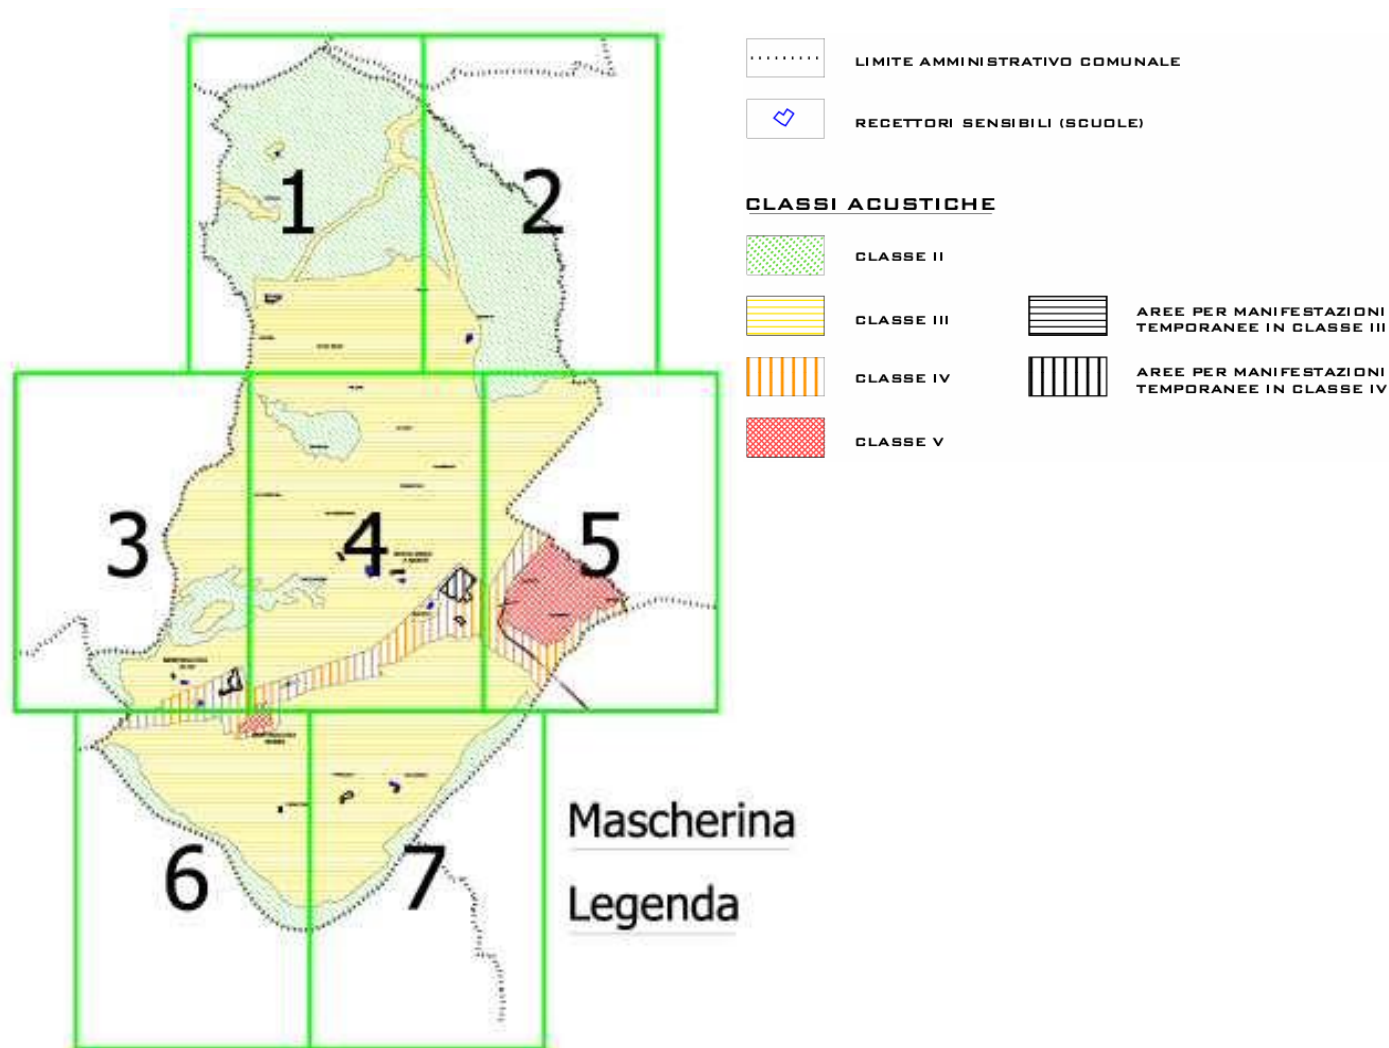 LIMITE AMMINISTRATIVO COMUNALE
RECETTORI SENSIBILI (SCUOLE)
CLASSI ACUSTICHE
CLASSE II
CLASSE III
AREE PER MANIFESTAZIONI
TEMPORANEE IN CLASSE III
CLASSE IV
AREE PER MANIFESTAZIONI
TEMPORANEE IN CLASSE IV
CLASSE V
1
2
3
4
5
6
7
Mascherina
Legenda